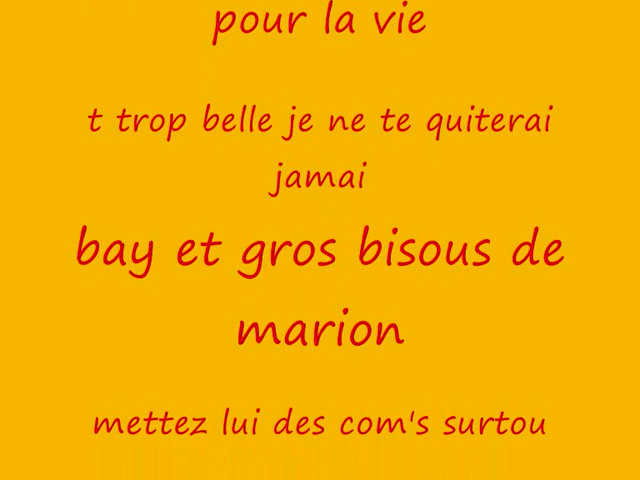 pour la vie
t trop belle je ne te quiterai
jamai
bay et gros bisous de
marion
mettez lui des com's surtou